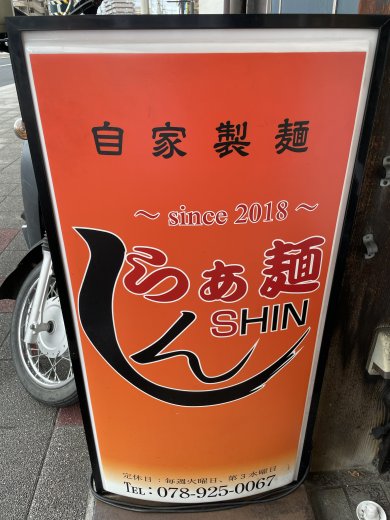 自家製麺
～ since 2018 ～
らぁ麺
SHIN
しん
定休日：毎週火曜日、第3水曜日
TEL：078-925-0067